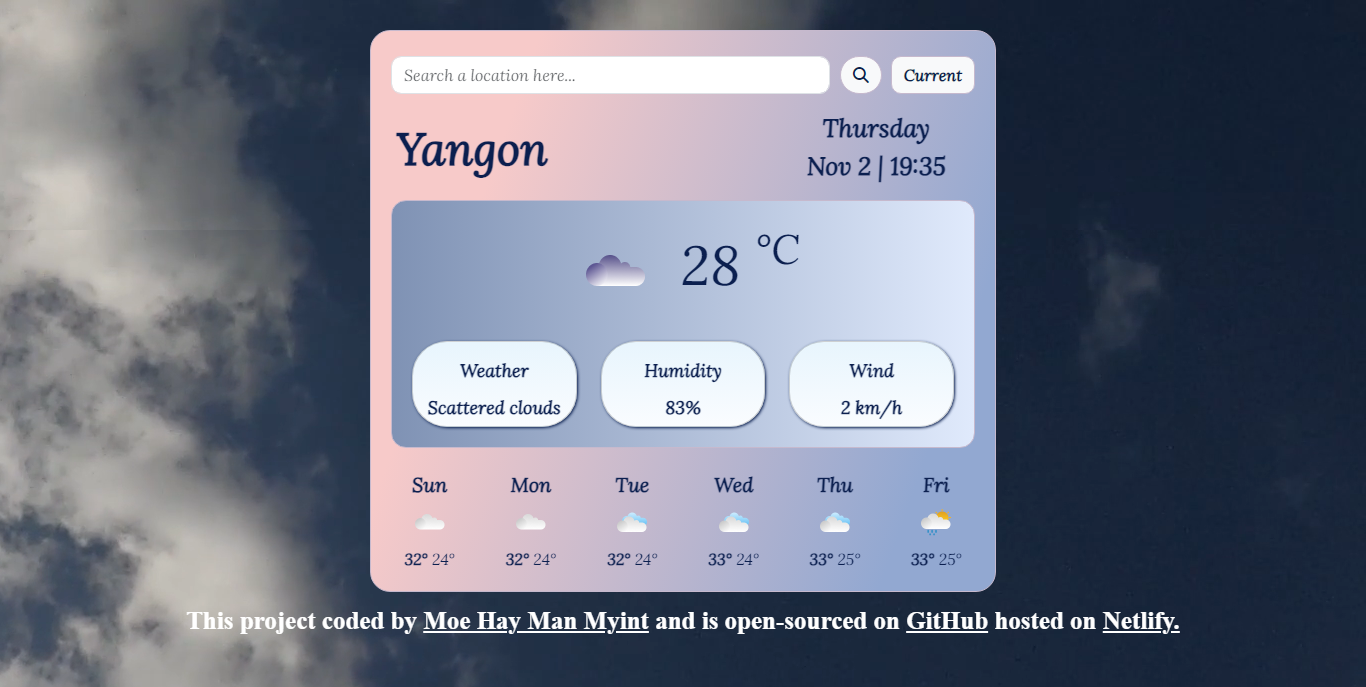 Search a location here...
Current
Yangon
Thursday
Nov 2 | 19:35
28 °C
Weather
Scattered clouds
Humidity
83%
Wind
2 km/h
Sun Mon Tue Wed Thu Fri
32° 24° 32° 24° 32° 24° 33° 24° 33° 25° 33° 25°
This project coded by Moe Hay Man Myint and is open-sourced on GitHub hosted on Netlify.